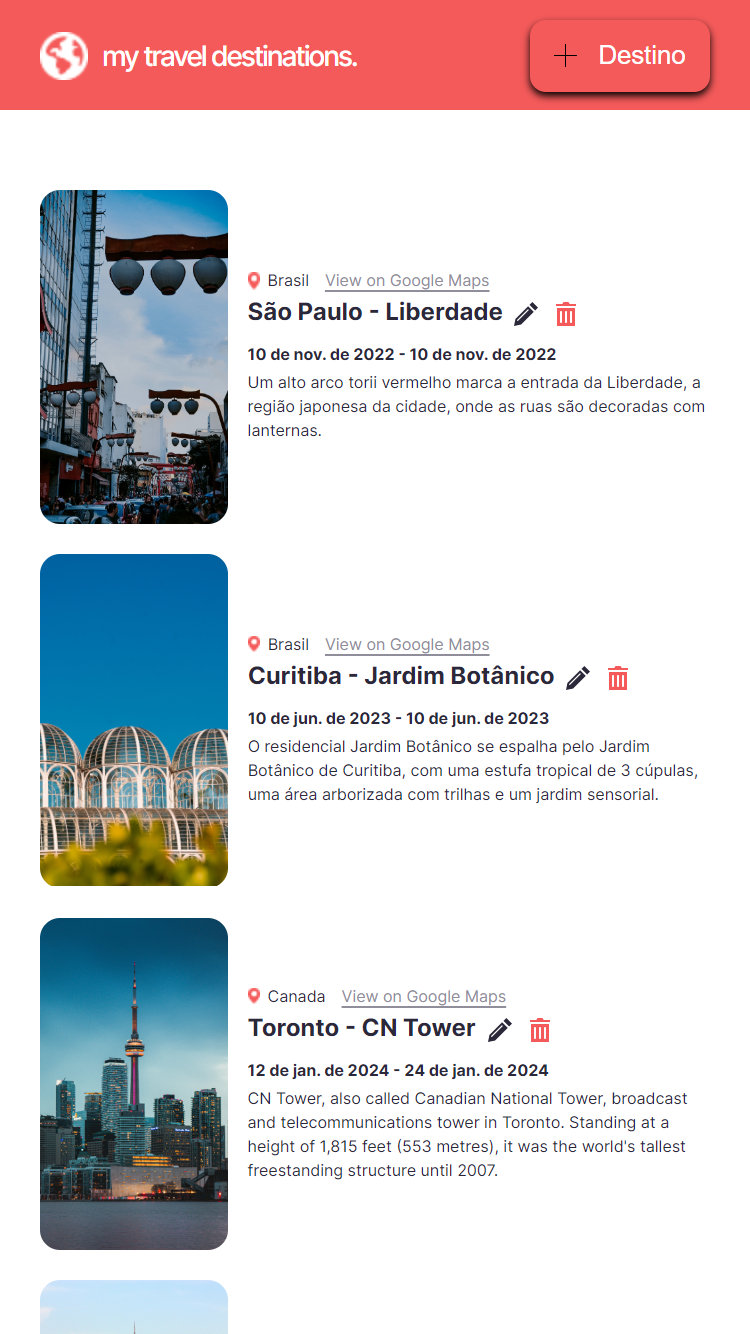 my travel destinations.
Destino
Brasil View on Google Maps
São Paulo - Liberdade
10 de nov. de 2022 - 10 de nov. de 2022
Um alto arco torii vermelho marca a entrada da Liberdade, a
região japonesa da cidade, onde as ruas são decoradas com
lanternas.
Brasil View on Google Maps
Curitiba - Jardim Botânico
10 de jun. de 2023 - 10 de jun. de 2023
O residencial Jardim Botânico se espalha pelo Jardim
Botânico de Curitiba, com uma estufa tropical de 3 cúpulas,
uma área arborizada com trilhas e um jardim sensorial.
Canada View on Google Maps
Toronto - CN Tower
12 de jan. de 2024 - 24 de jan. de 2024
CN Tower, also called Canadian National Tower, broadcast
and telecommunications tower in Toronto. Standing at a
height of 1,815 feet (553 metres), it was the world's tallest
freestanding structure until 2007.